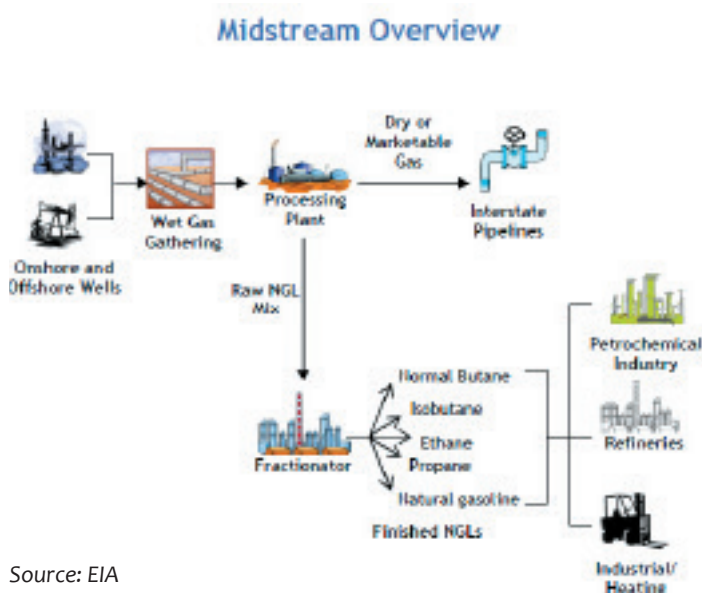 Midstream Overview
Dry or
Marketable
Gas
Processing
Plant
Interstate
Pipelines
Wet Gas
Gathering
Onshore and
Offshore Wells
Raw NGL
Mix
Petrochemical
Industry
Normal Butane
Isobutane
Ethane
Propane
Natural gasoline
Refineries
Fractionator
Finished NGLs
Industrial/
Heating
Source: EIA